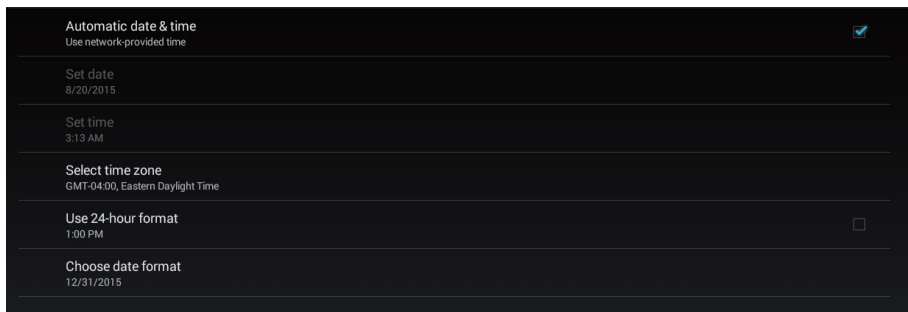 Automatic date & time
Use network-provided time
Set date
8/20/2015
Set time
3:13 AM
Select time zone
GMT-04:00, Eastern Daylight Time
Use 24-hour format
1:00 PM
Choose date format
12/31/2015